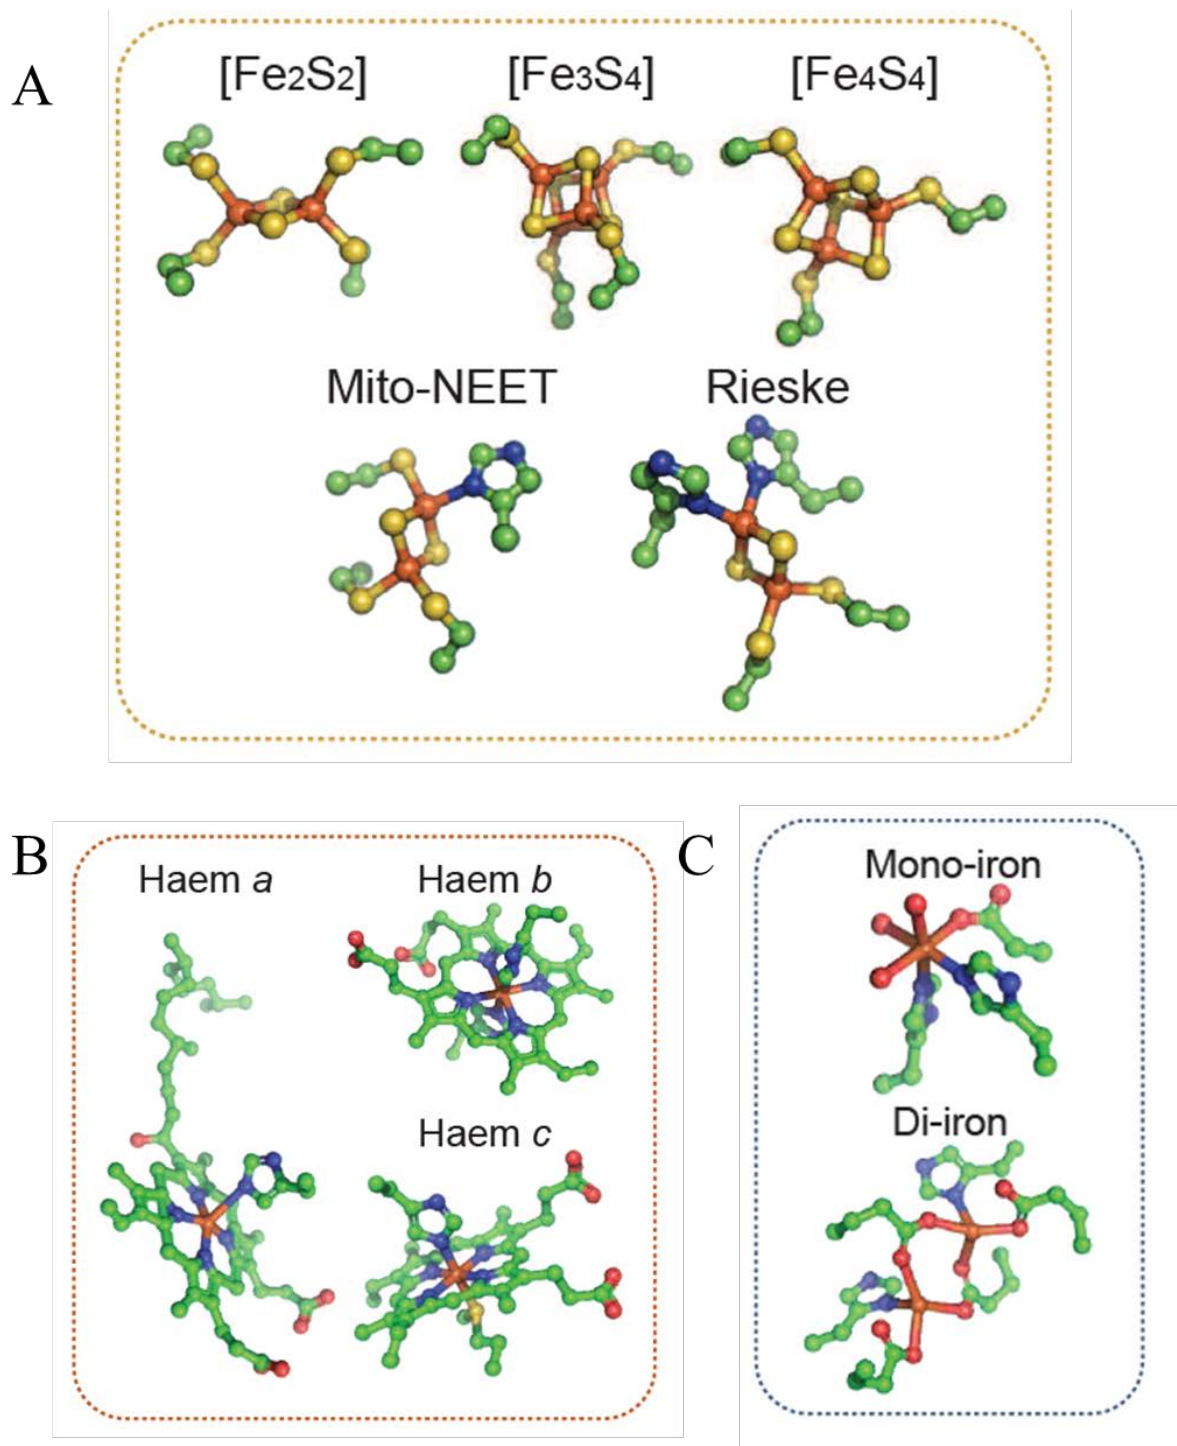 A
[Fe2S2] [Fe3S4] [Fe4S4]
Mito-NEET Rieske
B
Haem a Haem b
Haem c
C
Mono-iron
Di-iron